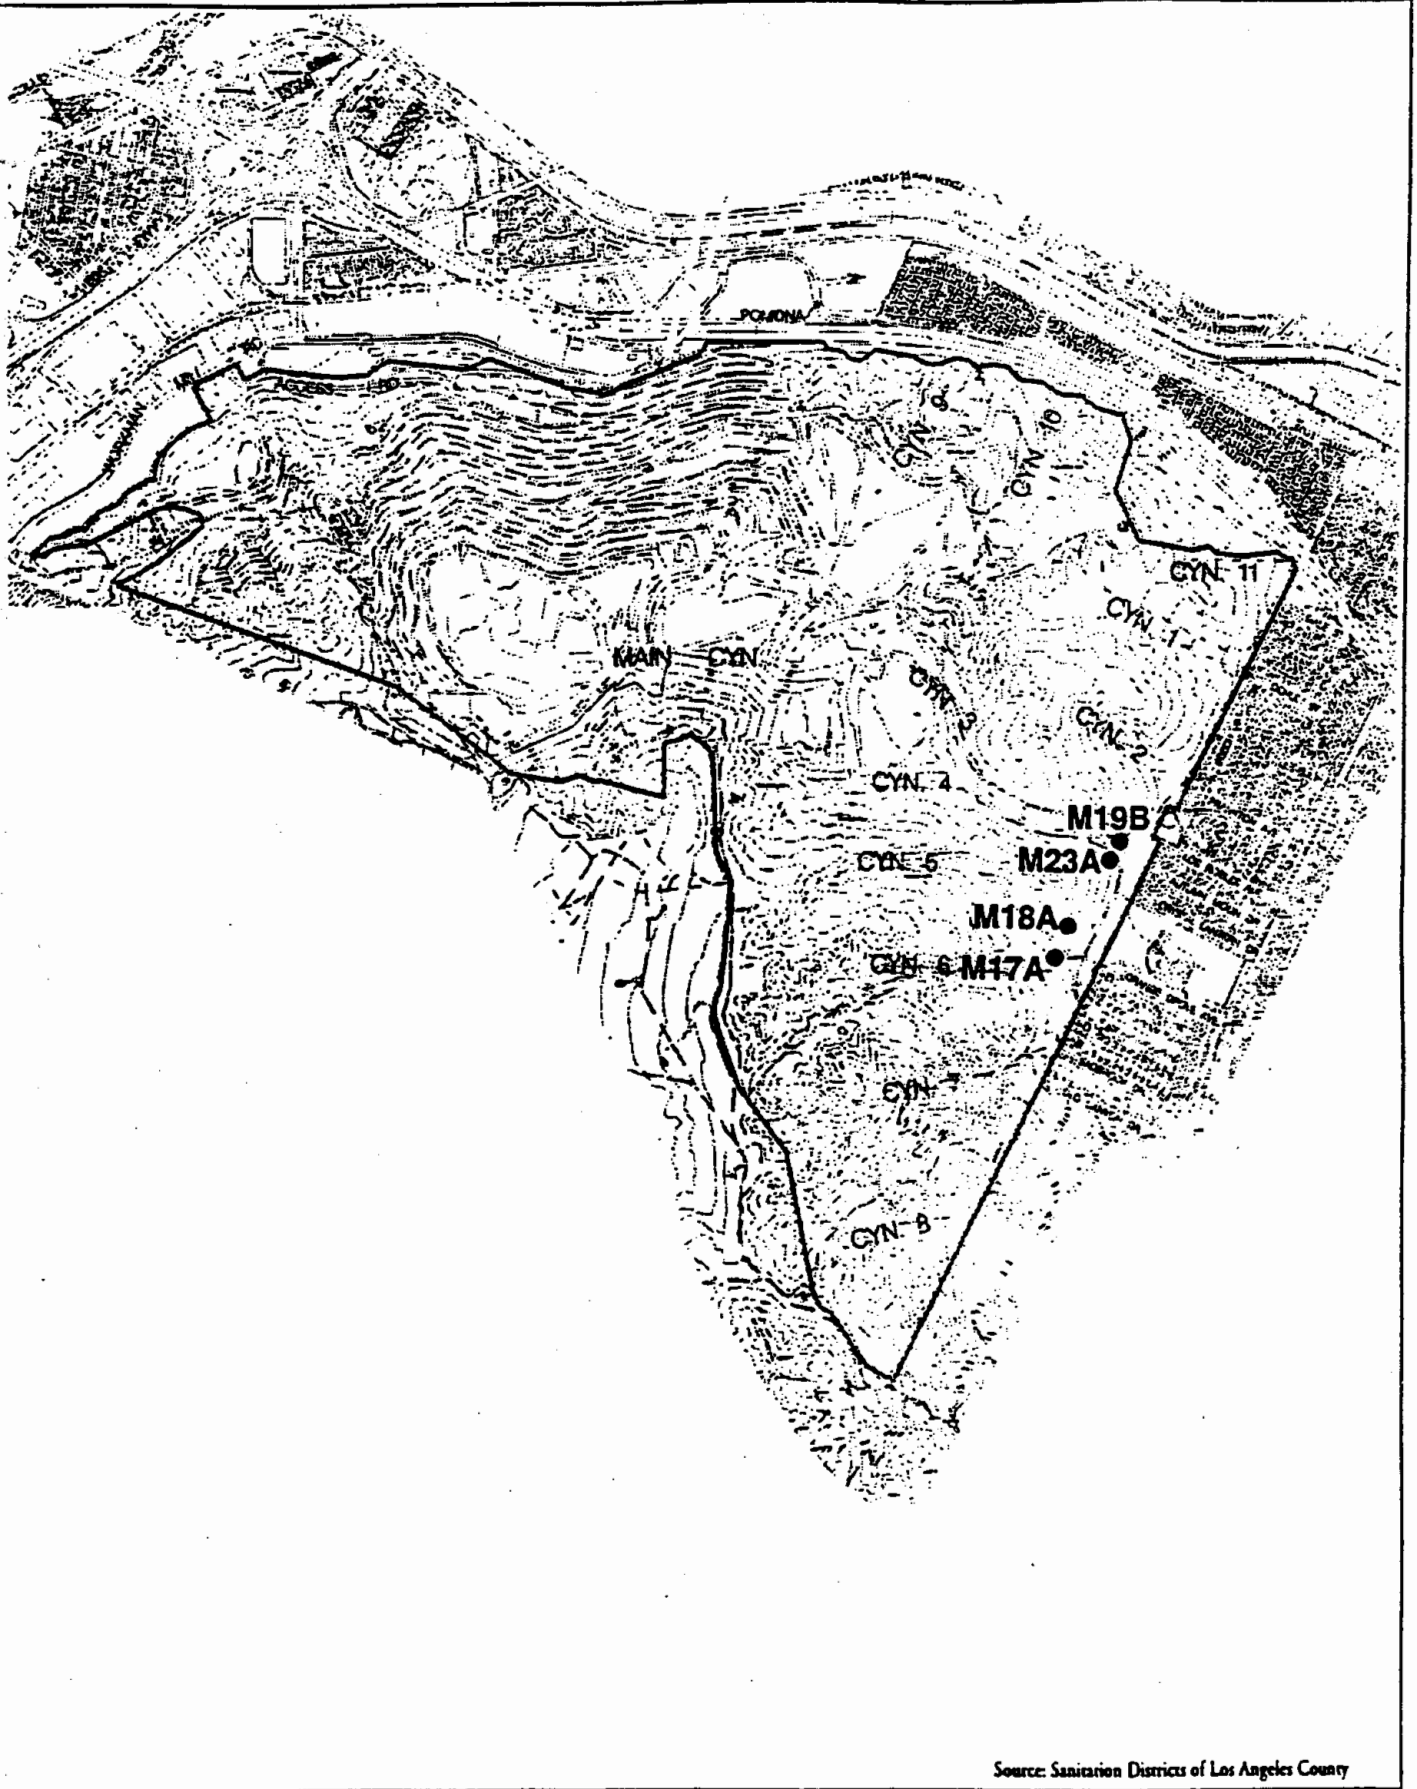 POMONA
ACCESS RD
WORKMAN
CYN 9
CYN 10
CYN. 11
CYN 1
MAIN CYN.
CYN 3
CYN. 2
CYN. 4
M19B
CYN. 5
M23A
M18A
CYN 6
M17A
CYN
CYN 8
Source: Sanitation Districts of Los Angeles County